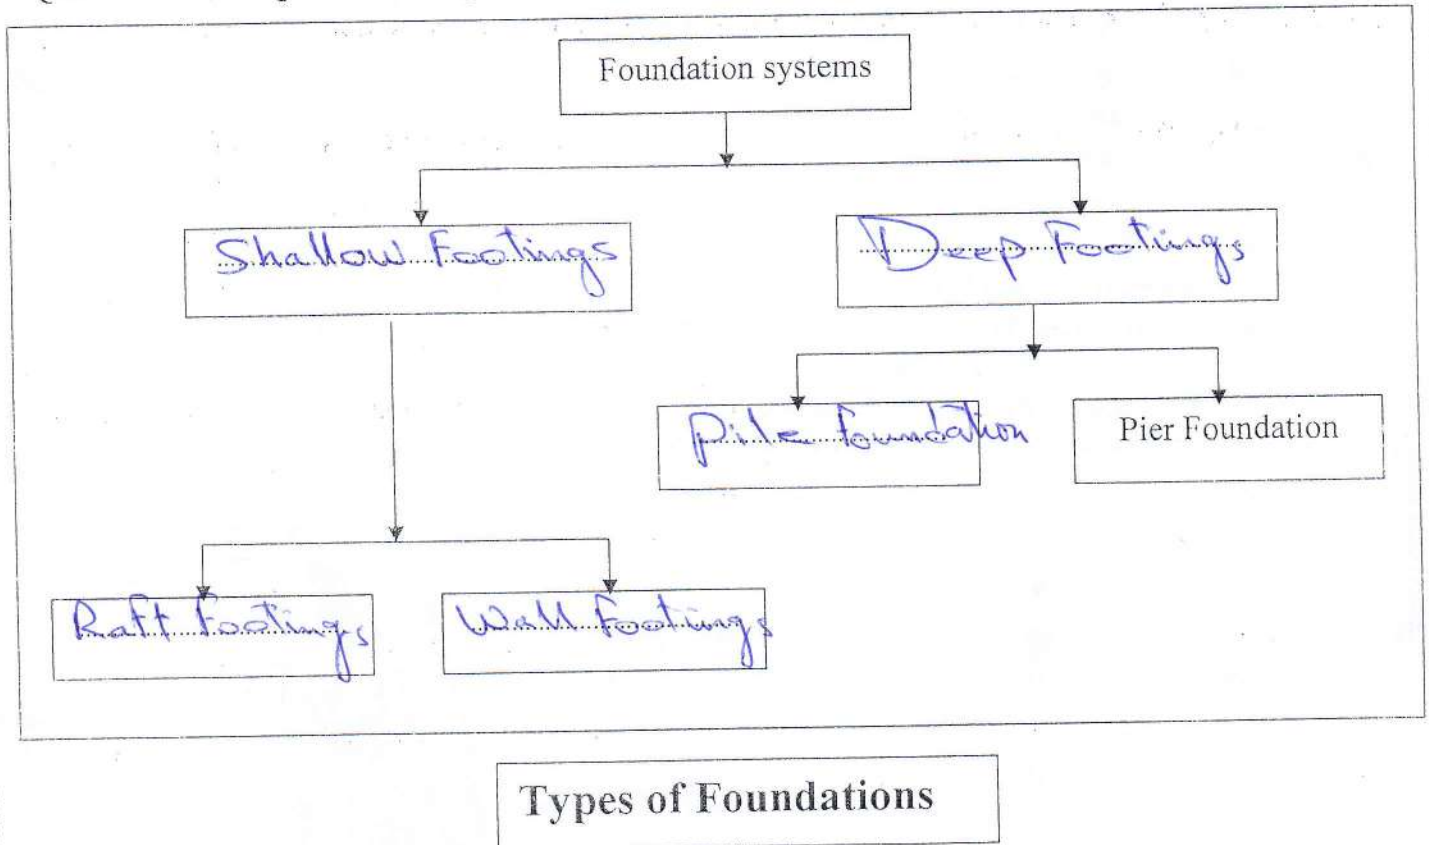 Foundation systems
Shallow Footings
Deep Footings
Pile foundation
Pier Foundation
Raft Footings
Wall Footings
Types of Foundations